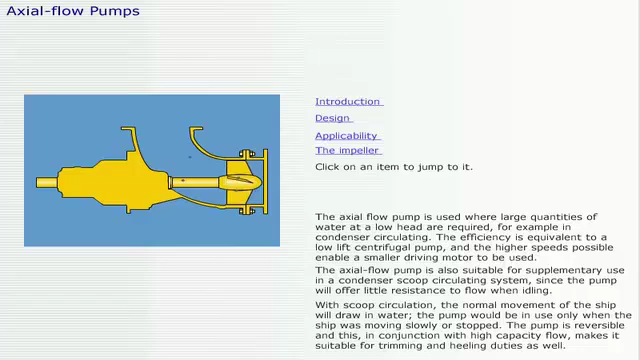 Axial-flow Pumps
Introduction
Design
Applicability
The impeller
Click on an item to jump to it.
The axial flow pump is used where large quantities of
water at a low head are required, for example in
condenser circulating. The efficiency is equivalent to a
low lift centrifugal pump, and the higher speeds possible
enable a smaller driving motor to be used.
The axial-flow pump is also suitable for supplementary use
in a condenser scoop circulating system, since the pump
will offer little resistance to flow when idling.
With scoop circulation, the normal movement of the ship
will draw in water; the pump would be in use only when the
ship was moving slowly or stopped. The pump is reversible
and this, in conjunction with high capacity flow, makes it
suitable for trimming and heeling duties as well.